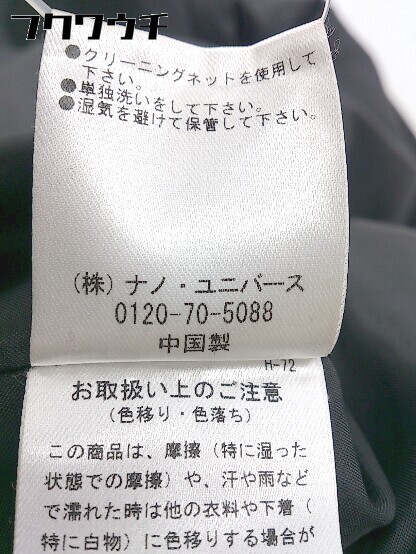 フクウクチ
●クリーニングネットを使用して
下さい。
●単独洗いをして下さい。
●湿気を避けて保管して下さい。
(株)ナノ・ユニバース
0120-70-5088
中国製
H-72
お取扱い上のご注意
(色移り・色落ち)
この商品は、摩擦(特に湿った
状態での摩擦)や、汗や雨など
で濡れた時は他の衣料や下着(
特に白物)に色移りする場合が